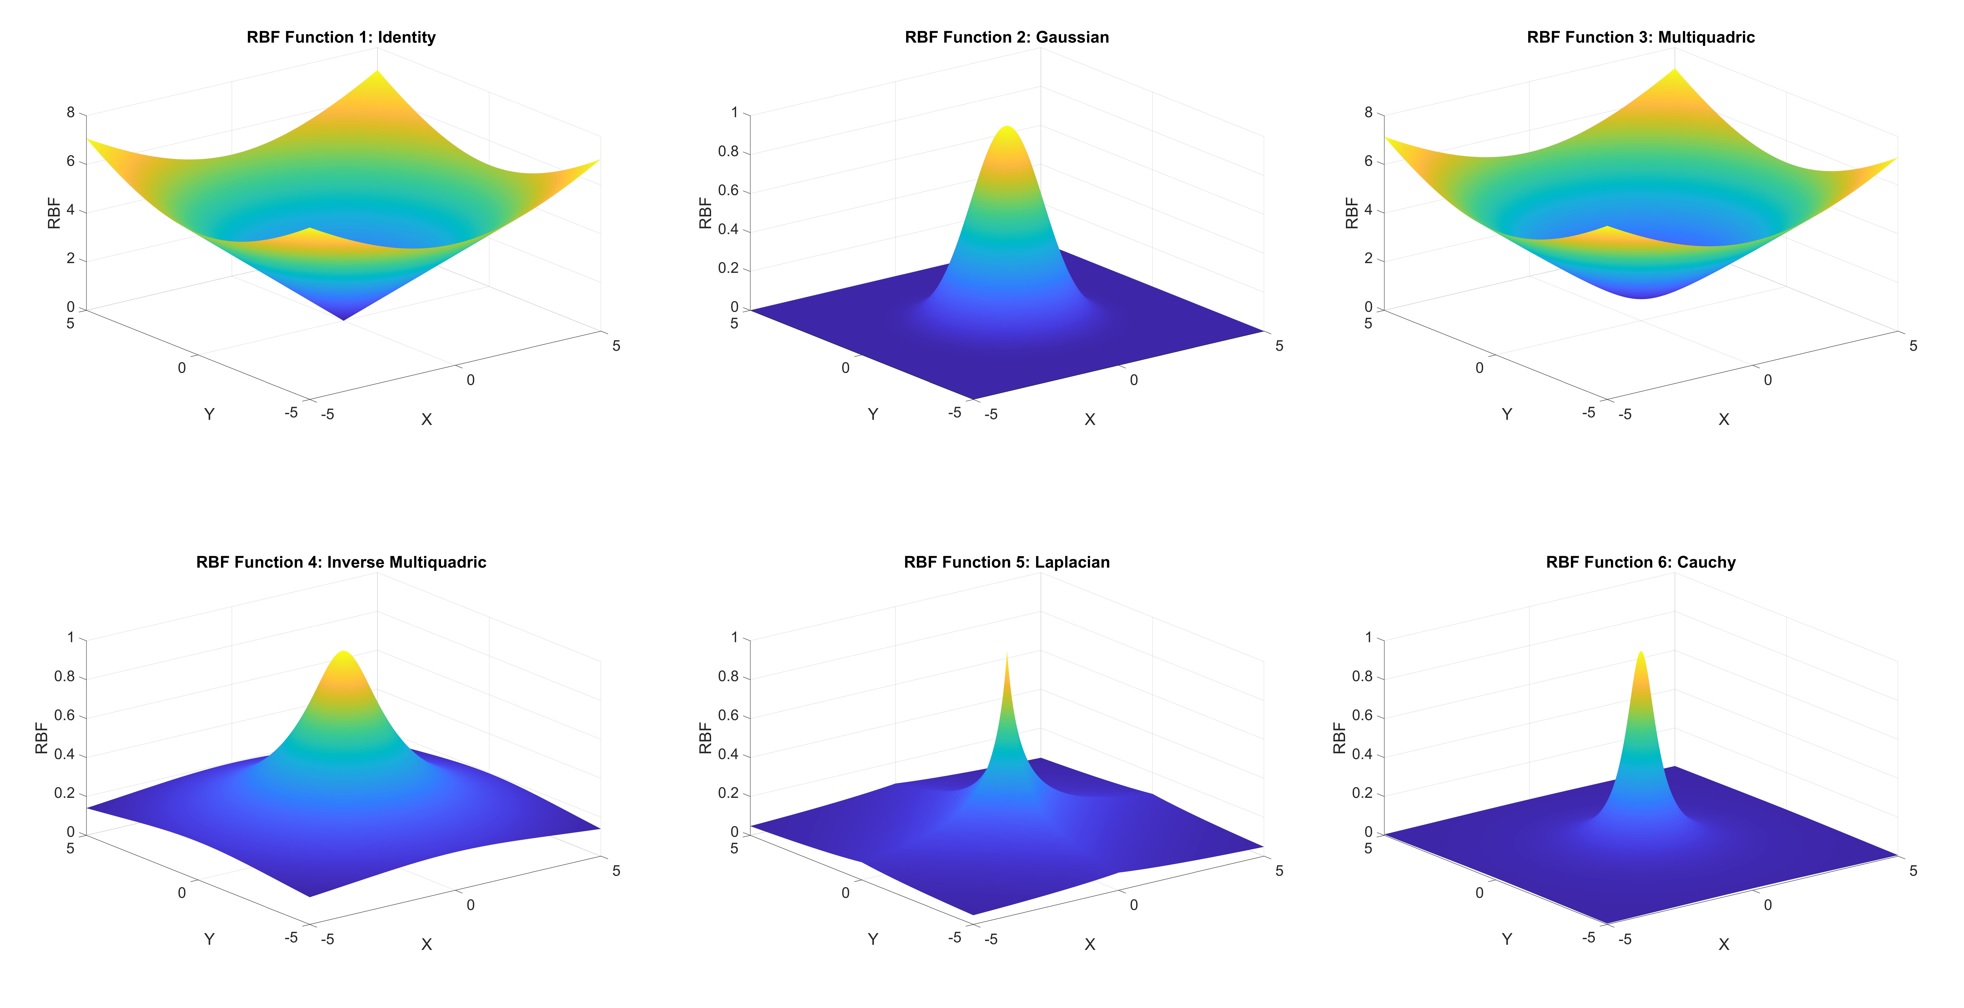 RBF Function 1: Identity
8
6
4
2
0
RBF
5
0
-5
Y
-5
0
5
X
RBF Function 2: Gaussian
1
0.8
0.6
0.4
0.2
0
RBF
5
0
-5
Y
-5
0
5
X
RBF Function 3: Multiquadric
8
6
4
2
0
RBF
5
0
-5
Y
-5
0
5
X
RBF Function 4: Inverse Multiquadric
1
0.8
0.6
0.4
0.2
0
RBF
5
0
-5
Y
-5
0
5
X
RBF Function 5: Laplacian
1
0.8
0.6
0.4
0.2
0
RBF
5
0
-5
Y
-5
0
5
X
RBF Function 6: Cauchy
1
0.8
0.6
0.4
0.2
0
RBF
5
0
-5
Y
-5
0
5
X